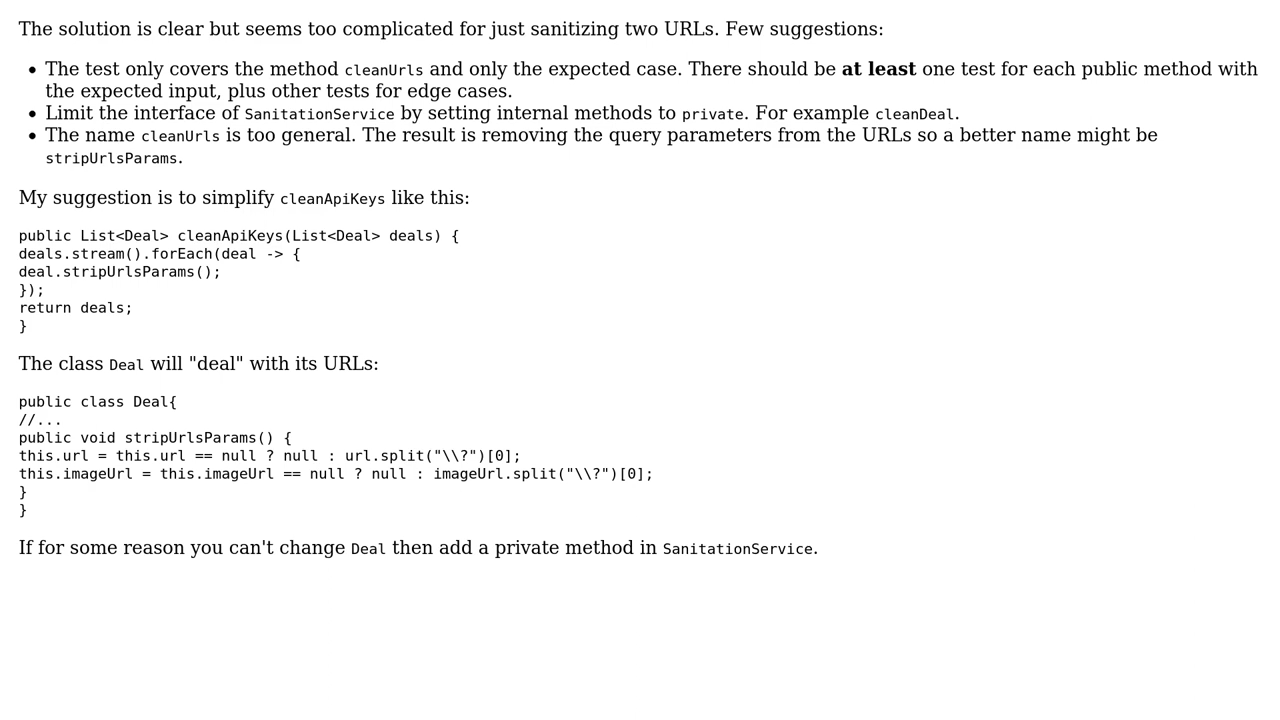 The solution is clear but seems too complicated for just sanitizing two URLs. Few suggestions:
• The test only covers the method cleanUrls and only the expected case. There should be at least one test for each public method with
the expected input, plus other tests for edge cases.
• Limit the interface of SanitationService by setting internal methods to private. For example cleanDeal.
• The name cleanUrls is too general. The result is removing the query parameters from the URLs so a better name might be
stripUrlsParams.
My suggestion is to simplify cleanApiKeys like this:
public List<Deal> cleanApiKeys(List<Deal> deals) {
deals.stream().forEach(deal -> {
deal.stripUrlsParams();
});
return deals;
}
The class Deal will "deal" with its URLs:
public class Deal{
//...
public void stripUrlsParams() {
this.url = this.url == null ? null : url.split("\\?")[0];
this.imageUrl = this.imageUrl == null ? null : imageUrl.split("\\?")[0];
}
}
If for some reason you can't change Deal then add a private method in SanitationService.